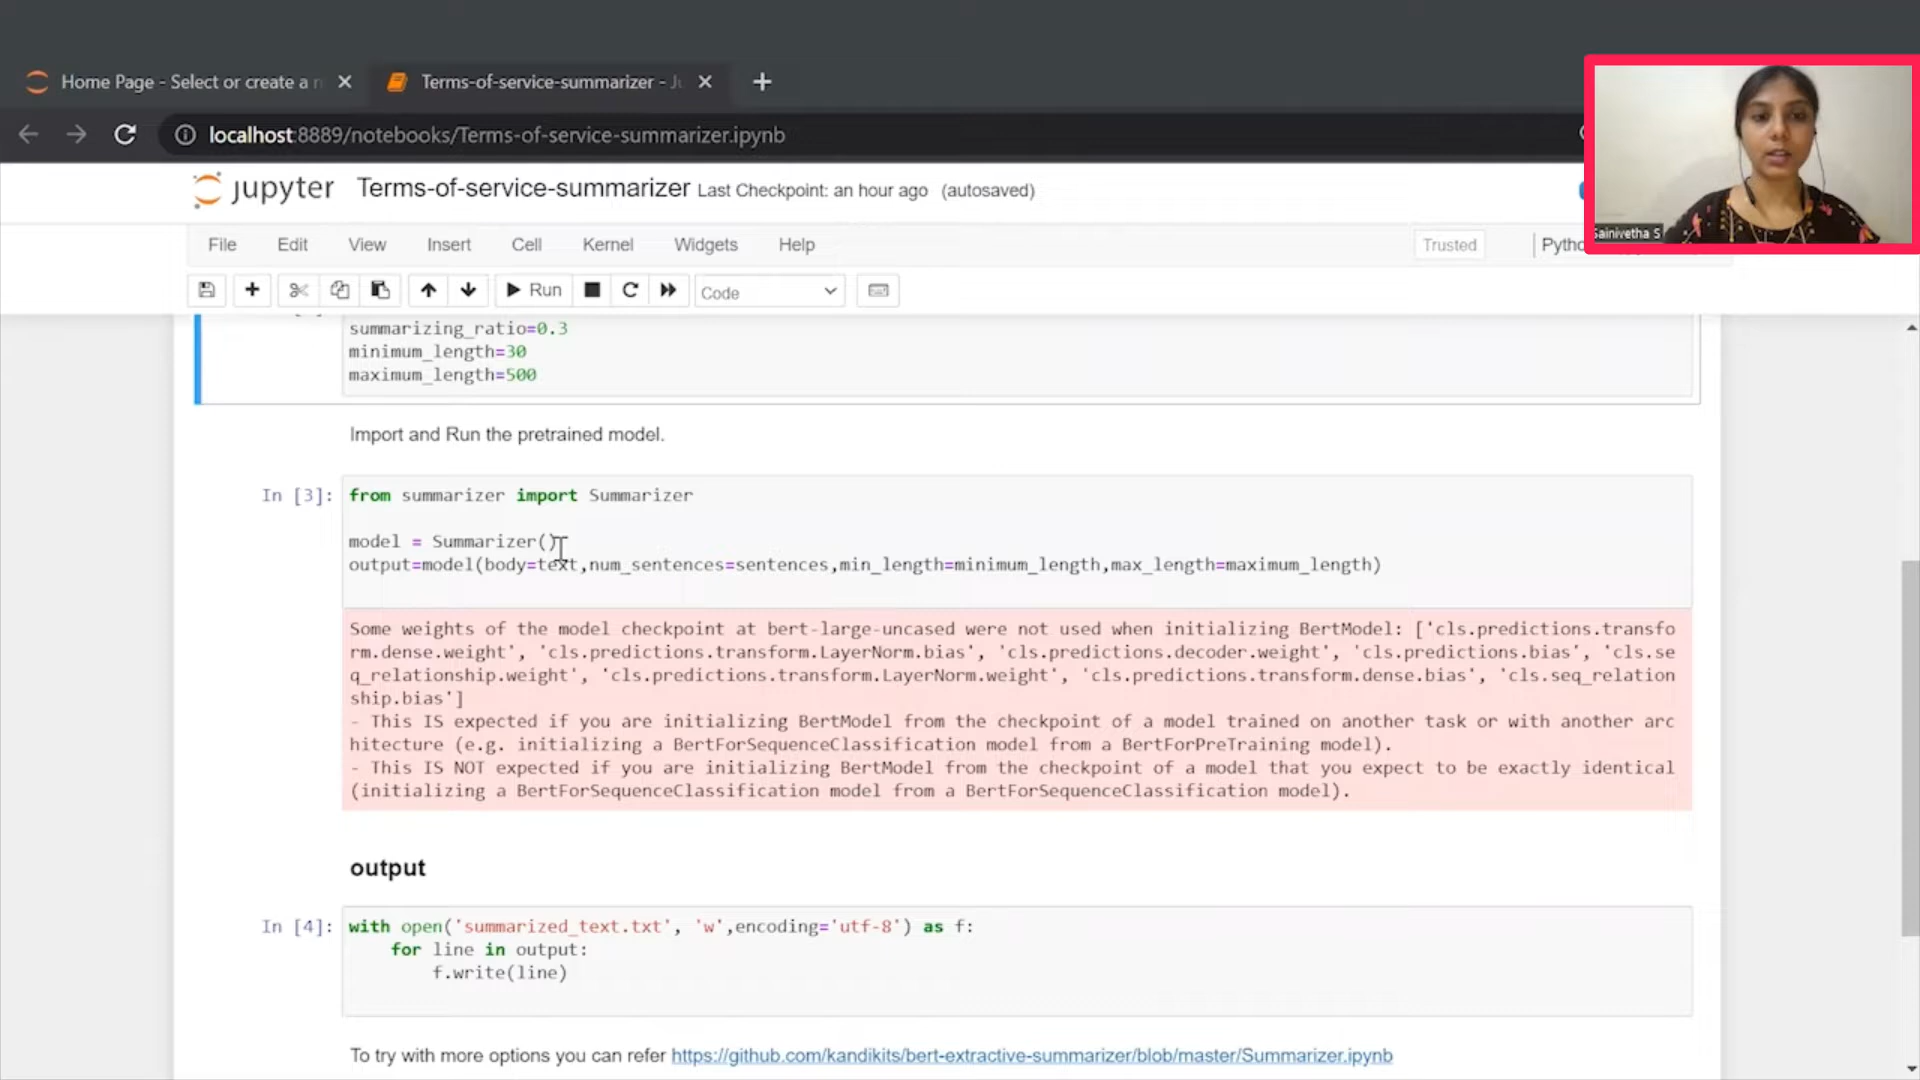 Home Page - Select or create a n
Terms-of-service-summarizer - Ju
localhost:8889/notebooks/Terms-of-service-summarizer.ipynb
jupyter Terms-of-service-summarizer Last Checkpoint: an hour ago (autosaved)
Sainivetha S
File Edit View Insert Cell Kernel Widgets Help Trusted
Run Code
summarizing_ratio=0.3
minimum_length=30
maximum_length=500
Import and Run the pretrained model.
In [3]: from summarizer import Summarizer
model = Summarizer()
output=model(body=text,num_sentences=sentences,min_length=minimum_length,max_length=maximum_length)
Some weights of the model checkpoint at bert-large-uncased were not used when initializing BertModel: ['cls.predictions.transfo
rm.dense.weight', 'cls.predictions.transform.LayerNorm.bias', 'cls.predictions.decoder.weight', 'cls.predictions.bias', 'cls.se
q_relationship.weight', 'cls.predictions.transform.LayerNorm.weight', 'cls.predictions.transform.dense.bias', 'cls.seq_relation
ship.bias']
- This IS expected if you are initializing BertModel from the checkpoint of a model trained on another task or with another arc
hitecture (e.g. initializing a BertForSequenceClassification model from a BertForPreTraining model).
- This IS NOT expected if you are initializing BertModel from the checkpoint of a model that you expect to be exactly identical
(initializing a BertForSequenceClassification model from a BertForSequenceClassification model).
output
In [4]: with open('summarized_text.txt', 'w',encoding='utf-8') as f:
for line in output:
f.write(line)
To try with more options you can refer https://github.com/kandikits/bert-extractive-summarizer/blob/master/Summarizer.ipynb